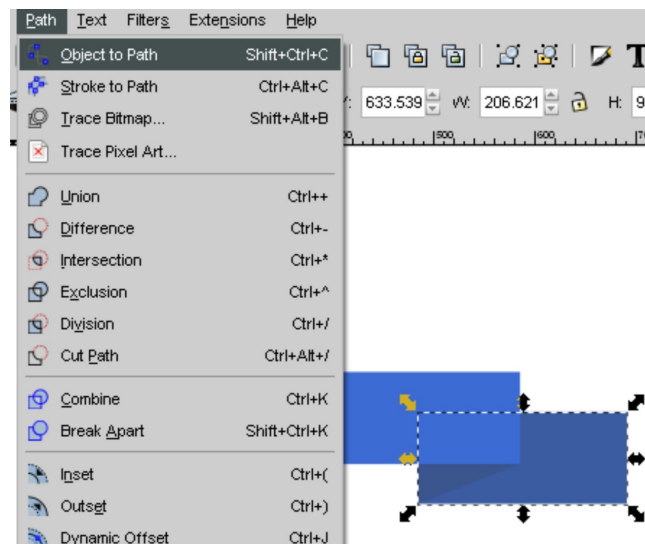 Path Text Filters Extensions Help
Object to Path Shift+Ctrl+C
Stroke to Path Ctrl+Alt+C
Trace Bitmap... Shift+Alt+B
Trace Pixel Art...
Union Ctrl++
Difference Ctrl+-
Intersection Ctrl+*
Exclusion Ctrl+^
Division Ctrl+/
Cut Path Ctrl+Alt+/
Combine Ctrl+K
Break Apart Shift+Ctrl+K
Inset Ctrl+(
Outset Ctrl+)
Dynamic Offset Ctrl+J
633.539 W: 206.621 H: 9
500 600